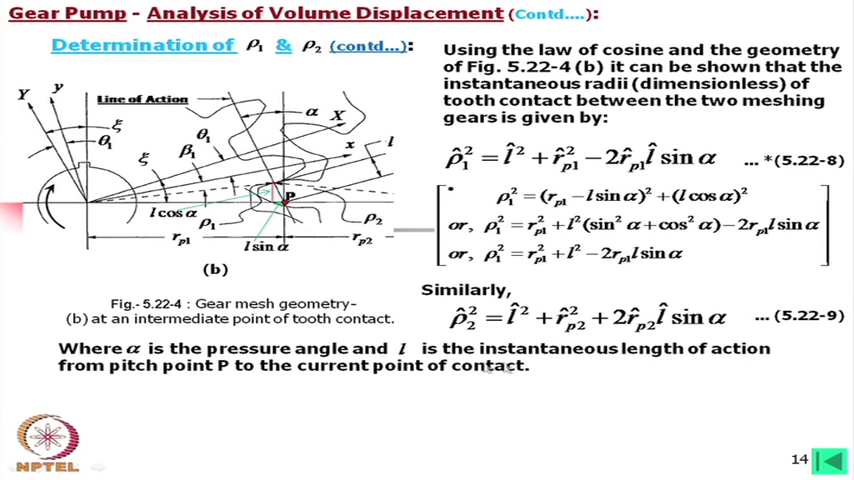 Gear Pump - Analysis of Volume Displacement (Contd....):
Determination of ρ₁ & ρ₂ (contd...):
Using the law of cosine and the geometry
of Fig. 5.22-4 (b) it can be shown that the
instantaneous radii (dimensionless) of
tooth contact between the two meshing
gears is given by:
ρ̂₁² = l̂² + r̂ₚ₁² − 2r̂ₚ₁l̂ sin α ... *(5.22-8)
• ρ₁² = (rₚ₁ − l sin α)² + (l cos α)²
or, ρ₁² = rₚ₁² + l²(sin² α + cos² α) − 2rₚ₁l sin α
or, ρ₁² = rₚ₁² + l² − 2rₚ₁l sin α
Similarly,
ρ̂₂² = l̂² + r̂ₚ₂² + 2r̂ₚ₂l̂ sin α ... (5.22-9)
Y y Line of Action α X
ξ θ₁ θ₁ β₁ ξ x l
P
l cos α ρ₁ ρ₂
rₚ₁ l sin α rₚ₂
(b)
Fig.- 5.22-4 : Gear mesh geometry-
(b) at an intermediate point of tooth contact.
Where α is the pressure angle and l is the instantaneous length of action
from pitch point P to the current point of contact.
NPTEL
14